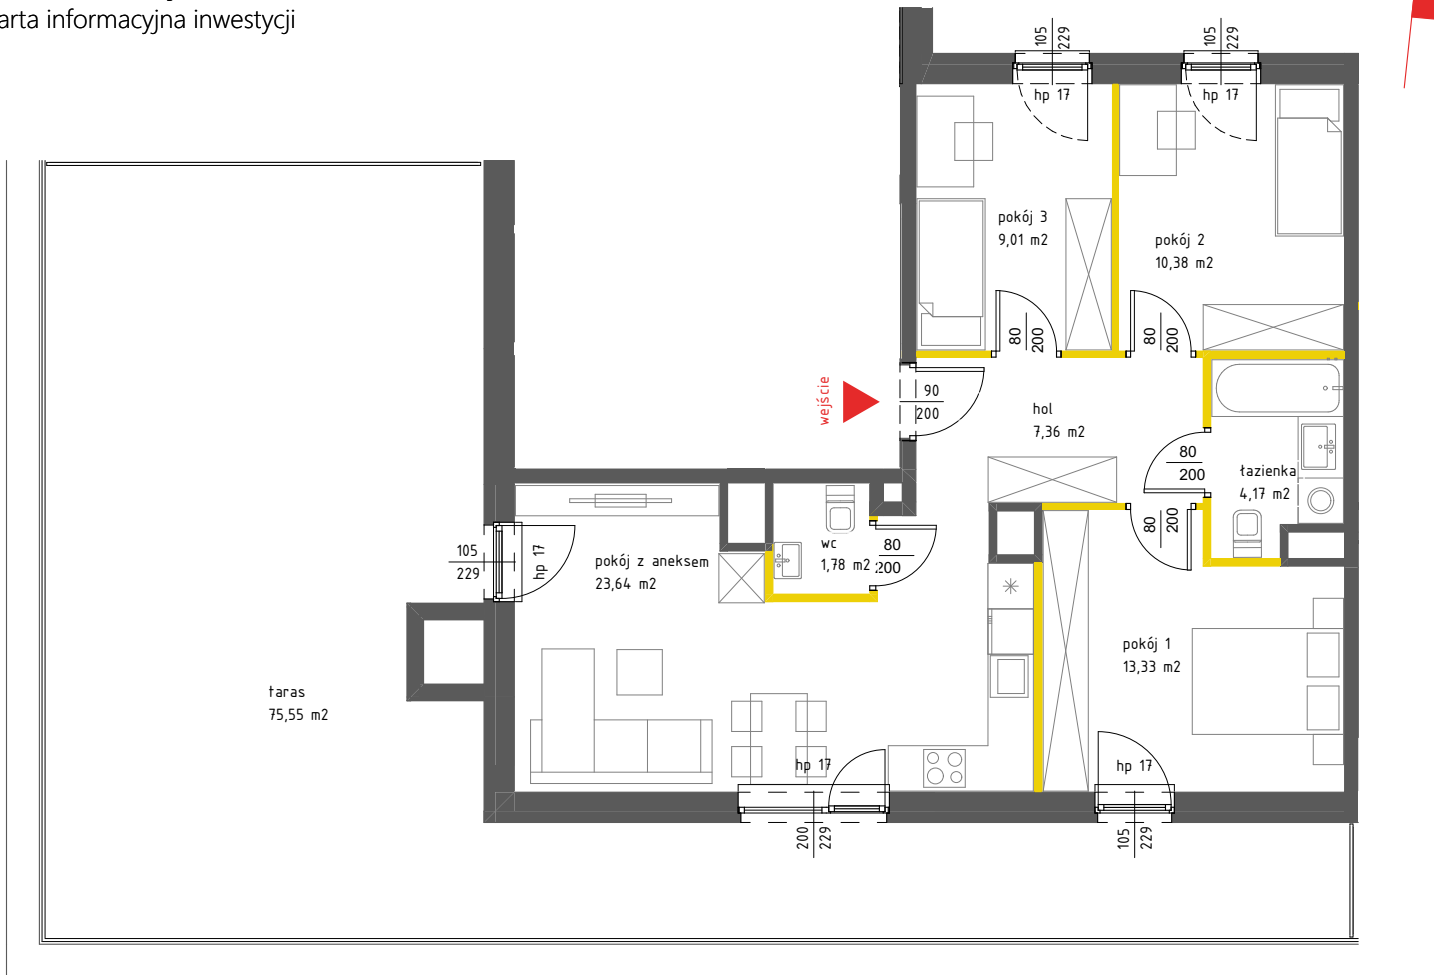 arta informacyjna inwestycji
105
229
105
229
hp 17
hp 17
pokój 3
9,01 m2
pokój 2
10,38 m2
80
200
80
200
wejście
90
200
hol
7,36 m2
80
200
łazienka
4,17 m2
80
200
105
229
hp 17
pokój z aneksem
23,64 m2
wc
1,78 m2
80
200
pokój 1
13,33 m2
taras
75,55 m2
hp 17
hp 17
200
229
105
229